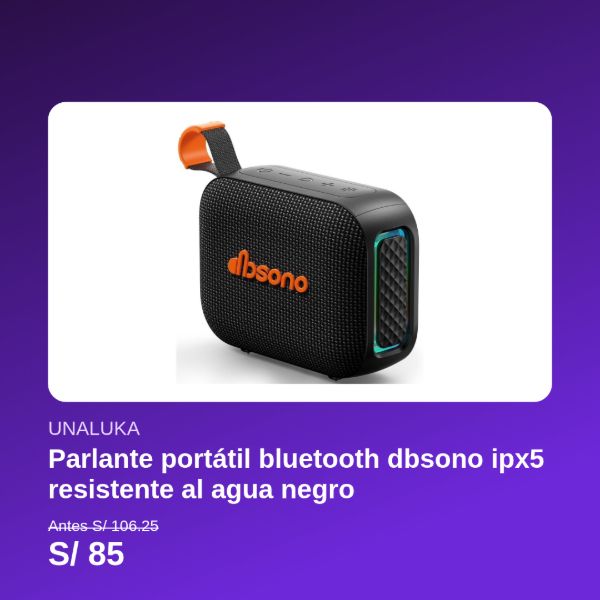 dbsono
UNALUKA
Parlante portátil bluetooth dbsono ipx5
resistente al agua negro
Antes S/ 106.25
S/ 85